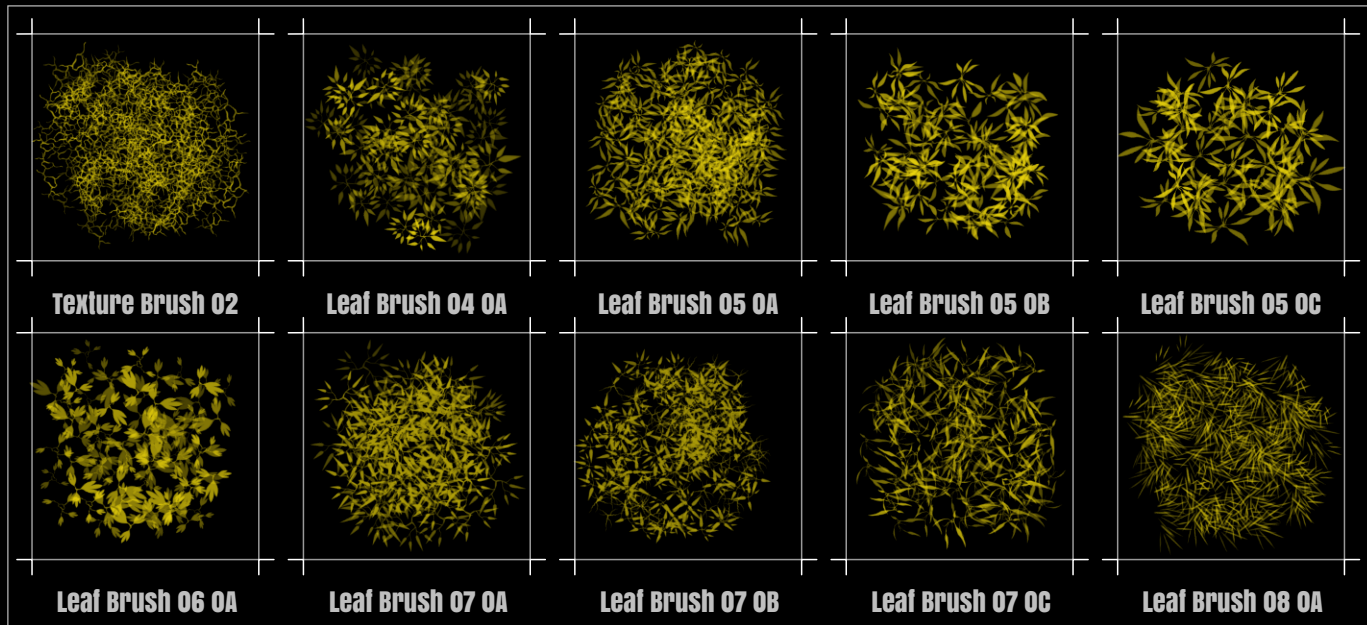 Texture Brush 02
Leaf Brush 04 0A
Leaf Brush 05 0A
Leaf Brush 05 0B
Leaf Brush 05 0C
Leaf Brush 06 0A
Leaf Brush 07 0A
Leaf Brush 07 0B
Leaf Brush 07 0C
Leaf Brush 08 0A